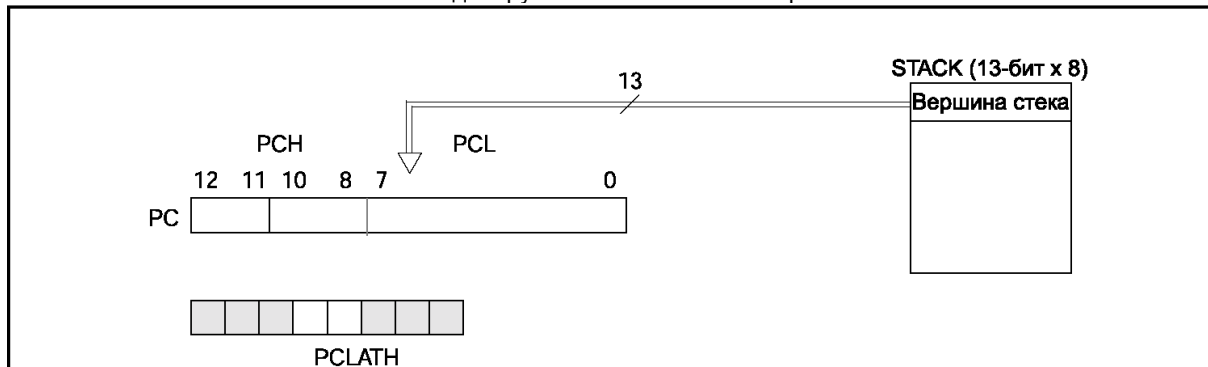 STACK (13-бит x 8)
Вершина стека
13
PCH
PCL
12 11 10 8 7 0
PC
PCLATH